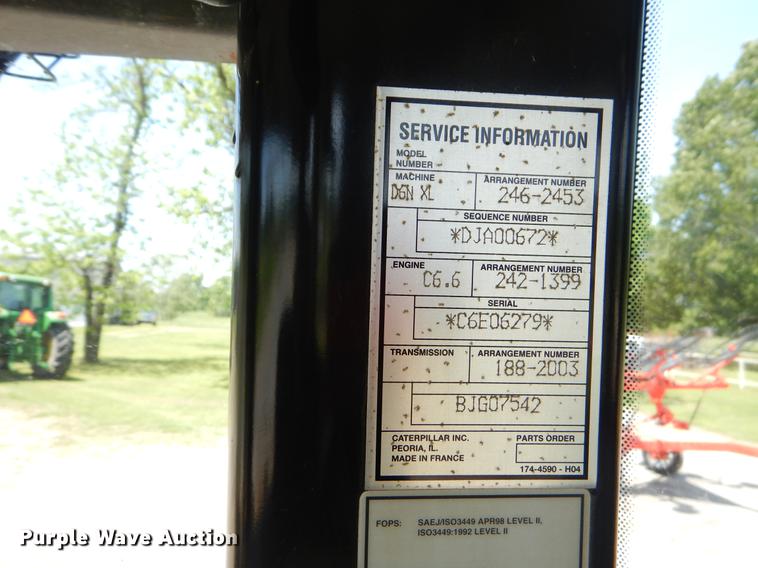 SERVICE INFORMATION
MODEL
NUMBER
MACHINE ARRANGEMENT NUMBER
D6N XL 246-2453
SEQUENCE NUMBER
*DJA00672*
ENGINE ARRANGEMENT NUMBER
C6.6 242-1399
SERIAL
*C6E06279*
TRANSMISSION ARRANGEMENT NUMBER
188-2003
BJG07542
CATERPILLAR INC. PARTS ORDER
PEORIA, IL.
MADE IN FRANCE
174-4590 - H04
FOPS: SAEJ/ISO3449 APR98 LEVEL II,
ISO3449:1992 LEVEL II
Purple Wave Auction